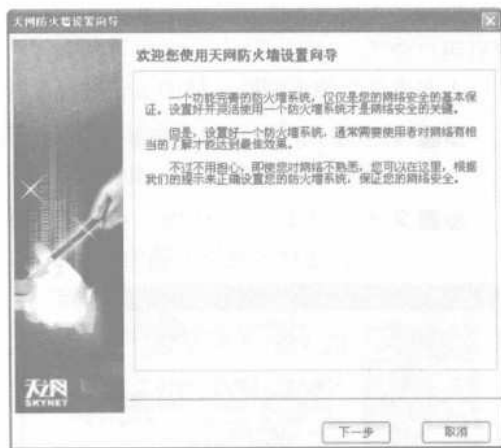 天网防火墙设置向导
欢迎您使用天网防火墙设置向导
一个功能完善的防火墙系统，仅仅是您的网络安全的基本保
证。设置好并灵活使用一个防火墙系统才是网络安全的关键。
但是，设置好一个防火墙系统，通常需要使用者对网络有相
当的了解才能达到最佳效果。
不过不用担心，即使您对网络不熟悉，您可以在这里，根据
我们的提示来正确设置您的防火墙系统，保证您的网络安全。
天网
SKYNET
下一步
取消